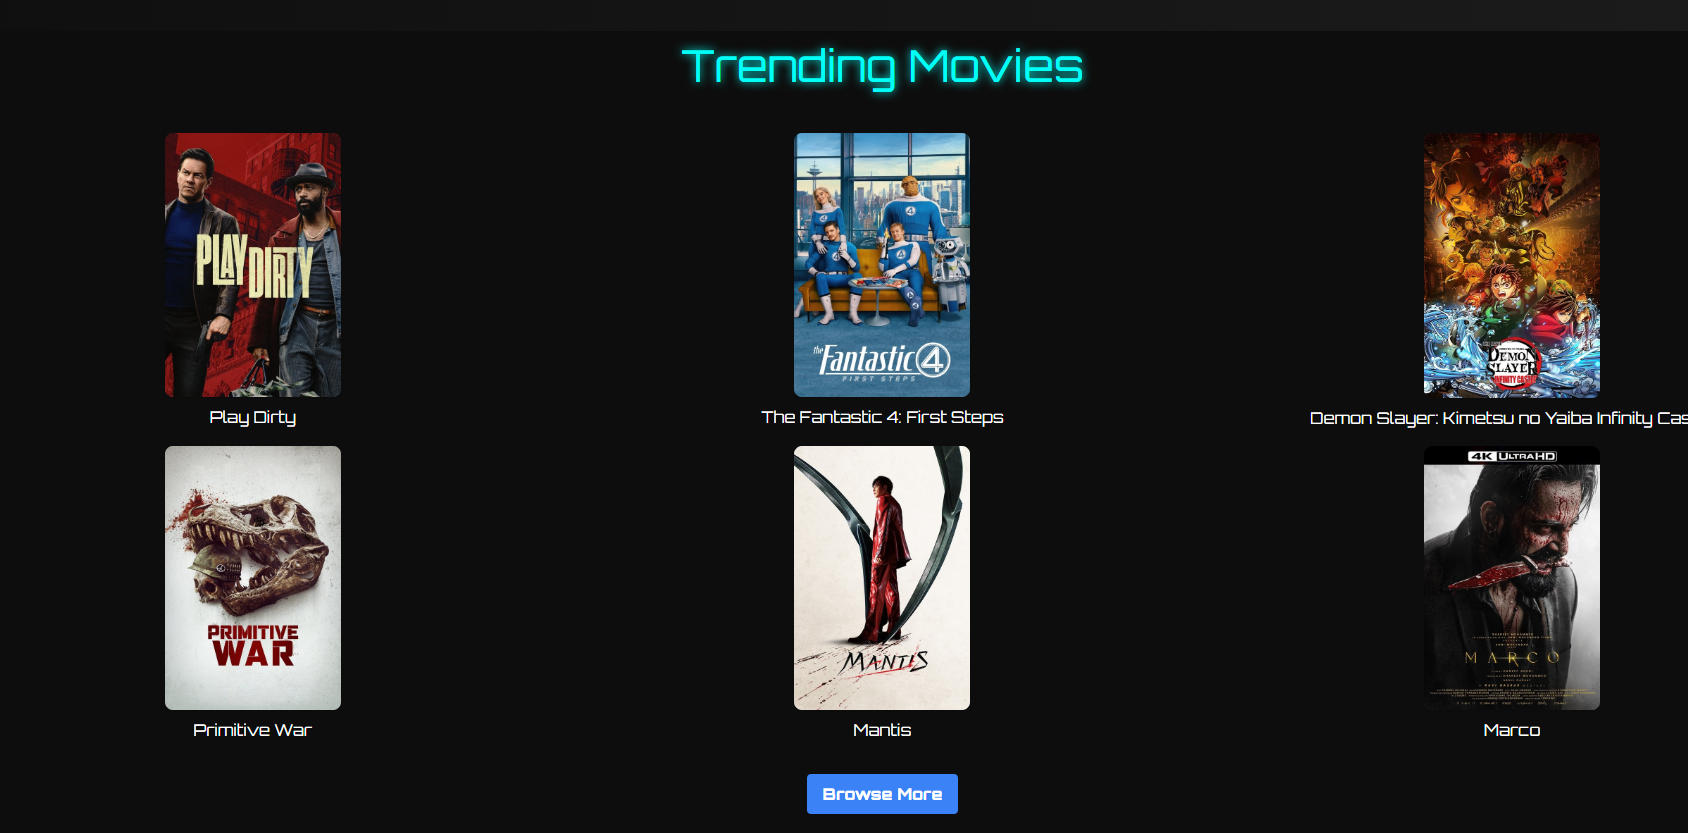 Trending Movies
PLAY DIRTY
the Fantastic 4
FIRST STEPS
DEMON
SLAYER
INFINITY CASTLE
Play Dirty
The Fantastic 4: First Steps
Demon Slayer: Kimetsu no Yaiba Infinity Cas
4K ULTRA HD
PRIMITIVE
WAR
MANTIS
MARCO
Primitive War
Mantis
Marco
Browse More